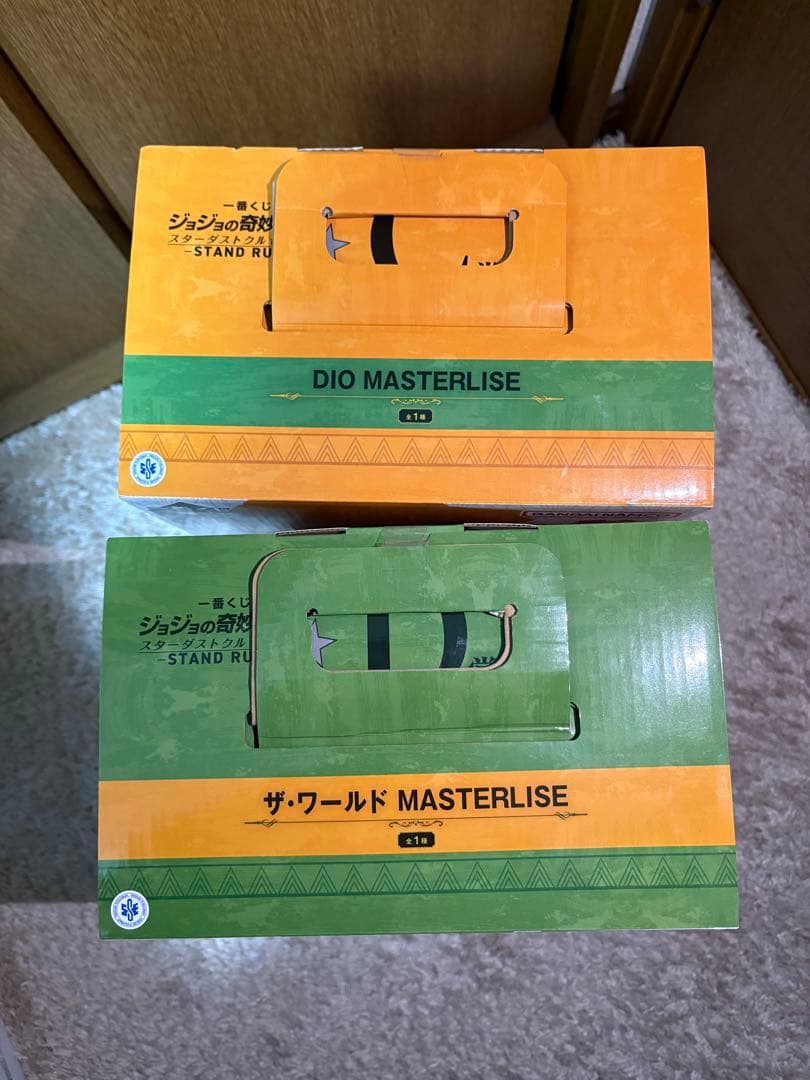 一番くじ
ジョジョの奇妙
スターダストクル
-STAND RU
DIO MASTERLISE
全1種
一番くじ
ジョジョの奇妙
スターダストクル
-STAND RU
ザ・ワールド MASTERLISE
全1種